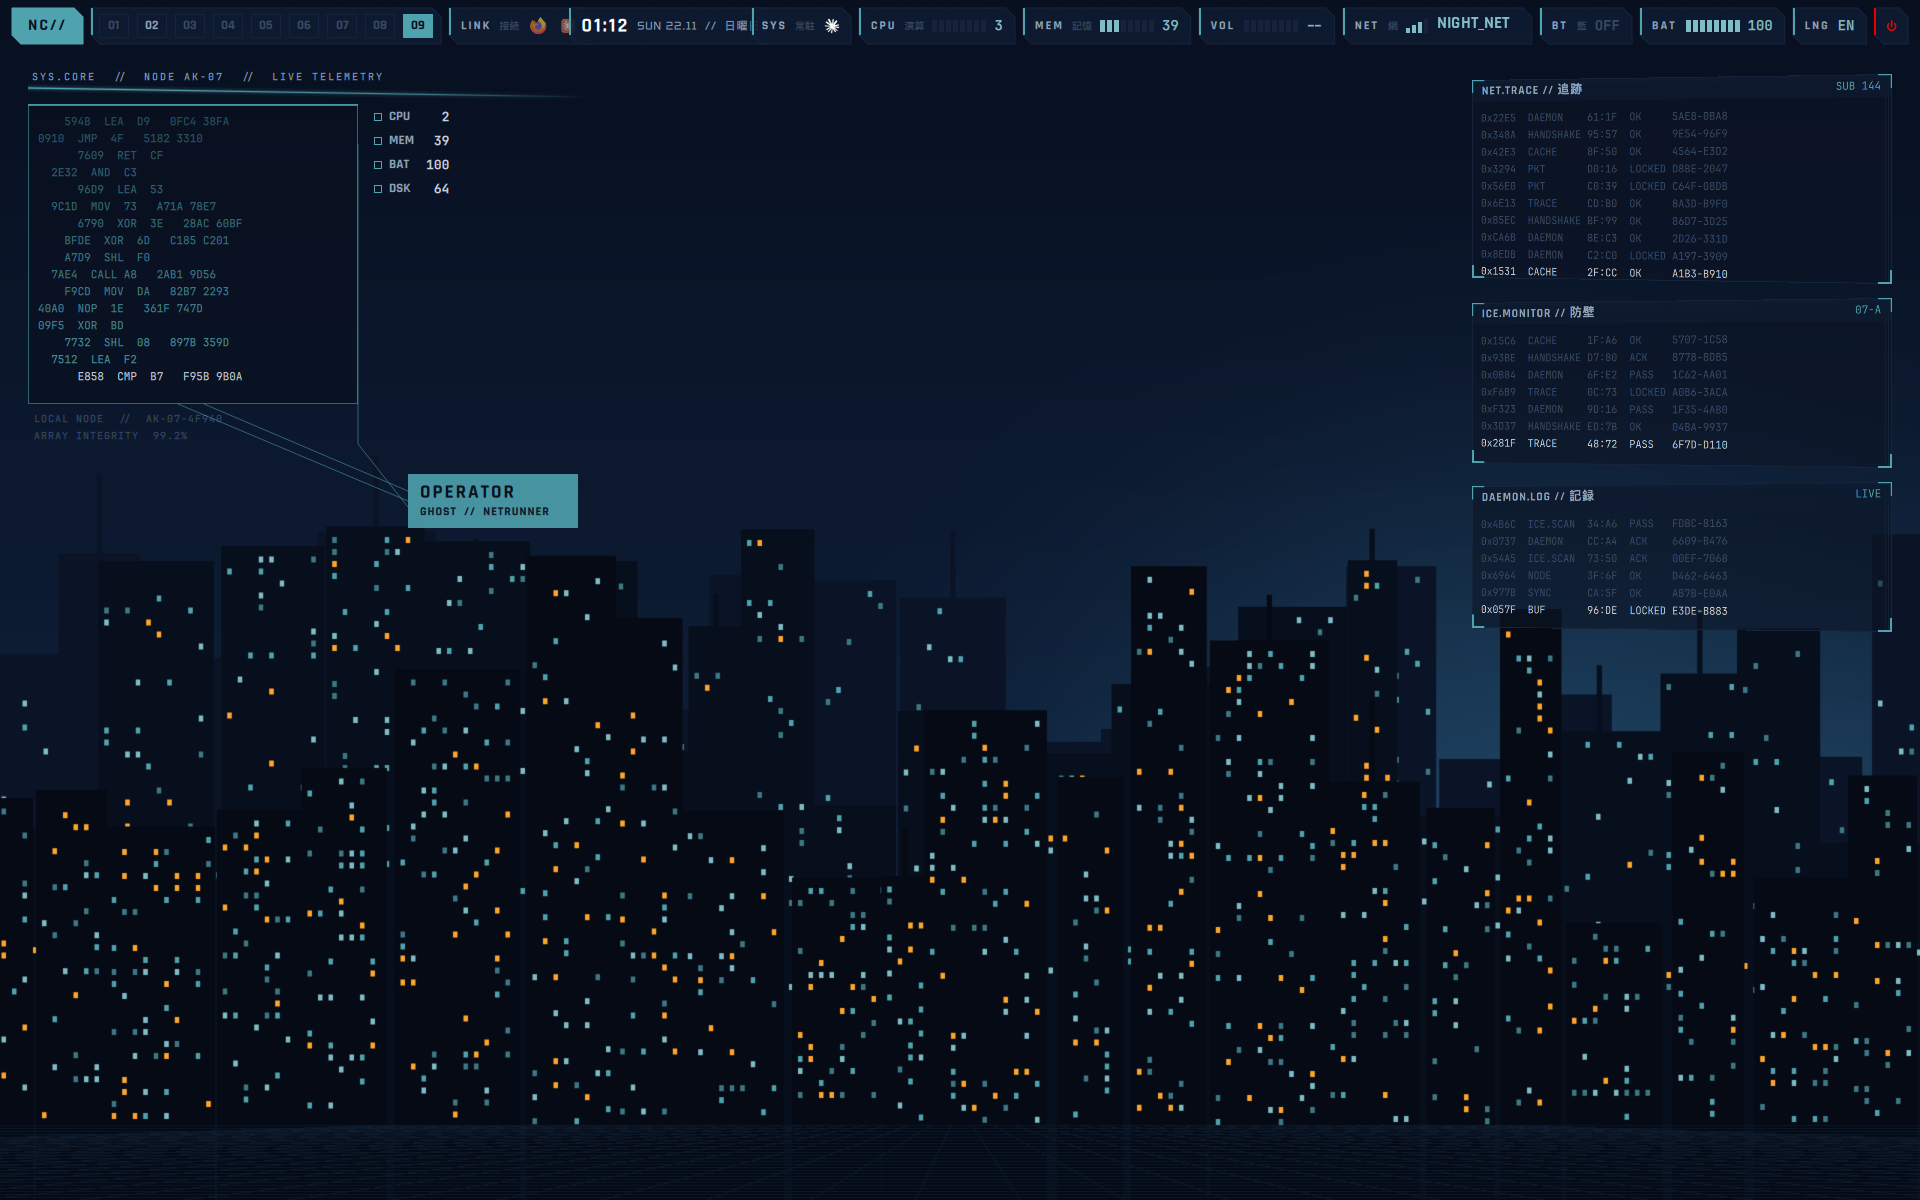 NC// 01 02 03 04 05 06 07 08 09 LINK 接続 01:12 SUN 22.11 // 日曜 SYS 常駐 CPU 演算 3 MEM 記憶 39 VOL -- NET 網 NIGHT_NET BT 藍 OFF BAT 100 LNG EN
SYS.CORE // NODE AK-07 // LIVE TELEMETRY
594B LEA D9 0FC4 38FA
0910 JMP 4F 5182 3310
7609 RET CF
2E32 AND C3
96D9 LEA 53
9C1D MOV 73 A71A 78E7
6790 XOR 3E 28AC 60BF
BFDE XOR 6D C185 C201
A7D9 SHL F0
7AE4 CALL A8 2AB1 9D56
F9CD MOV DA 82B7 2293
40A0 NOP 1E 361F 747D
09F5 XOR BD
7732 SHL 08 897B 359D
7512 LEA F2
E858 CMP B7 F95B 9B0A
LOCAL NODE // AK-07-4F940
ARRAY INTEGRITY 99.2%
CPU 2
MEM 39
BAT 100
DSK 64
OPERATOR
GHOST // NETRUNNER
NET.TRACE // 追跡 SUB 144
0x22E5 DAEMON 61:1F OK 5AE8-0BA8
0x348A HANDSHAKE 95:57 OK 9E54-96F9
0x42E3 CACHE 8F:50 OK 4564-E3D2
0x3294 PKT D0:16 LOCKED D8BE-2047
0x56E0 PKT C0:39 LOCKED C64F-08DB
0x6E13 TRACE CD:B0 OK 8A3D-B9F0
0x85EC HANDSHAKE BF:99 OK 86D7-3D25
0xCA6B DAEMON 8E:C3 OK 2D26-331D
0x8EDB DAEMON C2:C0 LOCKED A197-3909
0x1531 CACHE 2F:CC OK A1B3-B910
ICE.MONITOR // 防壁 07-A
0x15C6 CACHE 1F:A6 OK 5707-1C58
0x93BE HANDSHAKE D7:80 ACK 8778-8DB5
0x0B84 DAEMON 6F:E2 PASS 1C62-AA01
0xF6B9 TRACE 0C:73 LOCKED A0B6-3ACA
0xF323 DAEMON 9D:16 PASS 1F35-4AB0
0x3D37 HANDSHAKE ED:7B OK 04BA-9937
0x281F TRACE 48:72 PASS 6F7D-D110
DAEMON.LOG // 記録 LIVE
0x4B6C ICE.SCAN 34:A6 PASS FD8C-8163
0x0737 DAEMON CC:A4 ACK 6609-B476
0x54A5 ICE.SCAN 73:50 ACK 00EF-7068
0x6964 NODE 3F:6F OK D462-6463
0x977B SYNC CA:5F OK AB7B-E0AA
0x057F BUF 96:DE LOCKED E3DE-B883